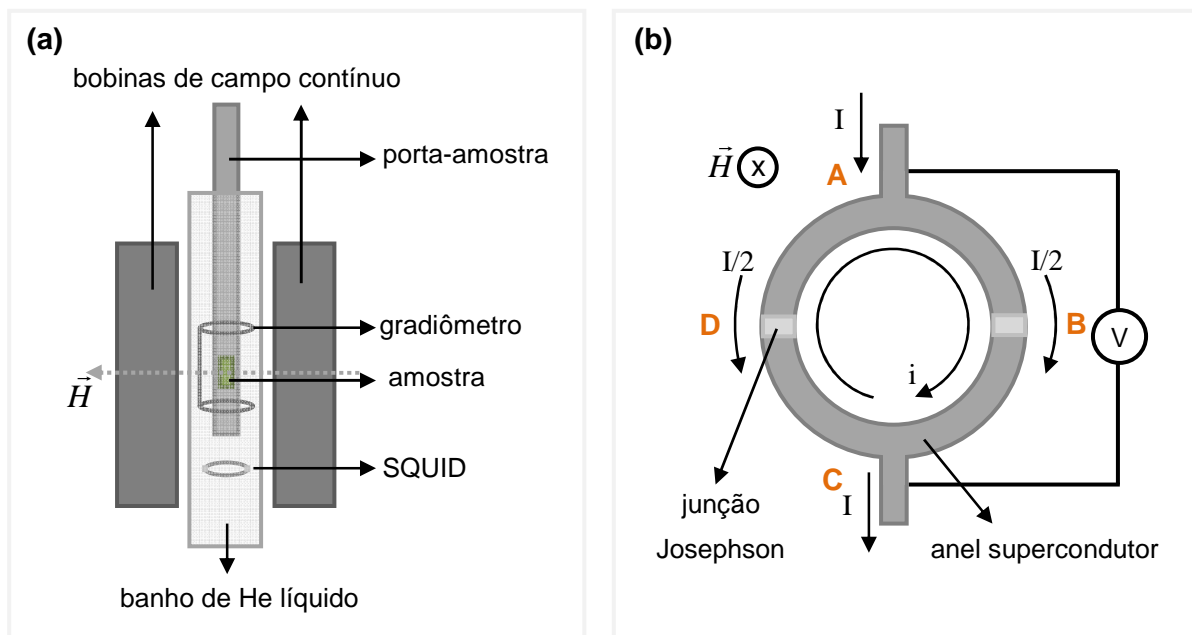 (a)
bobinas de campo contínuo
porta-amostra
gradiômetro
amostra
H
SQUID
banho de He líquido
(b)
I
H x
A
I/2
I/2
D
B
V
i
C
I
junção
Josephson
anel supercondutor